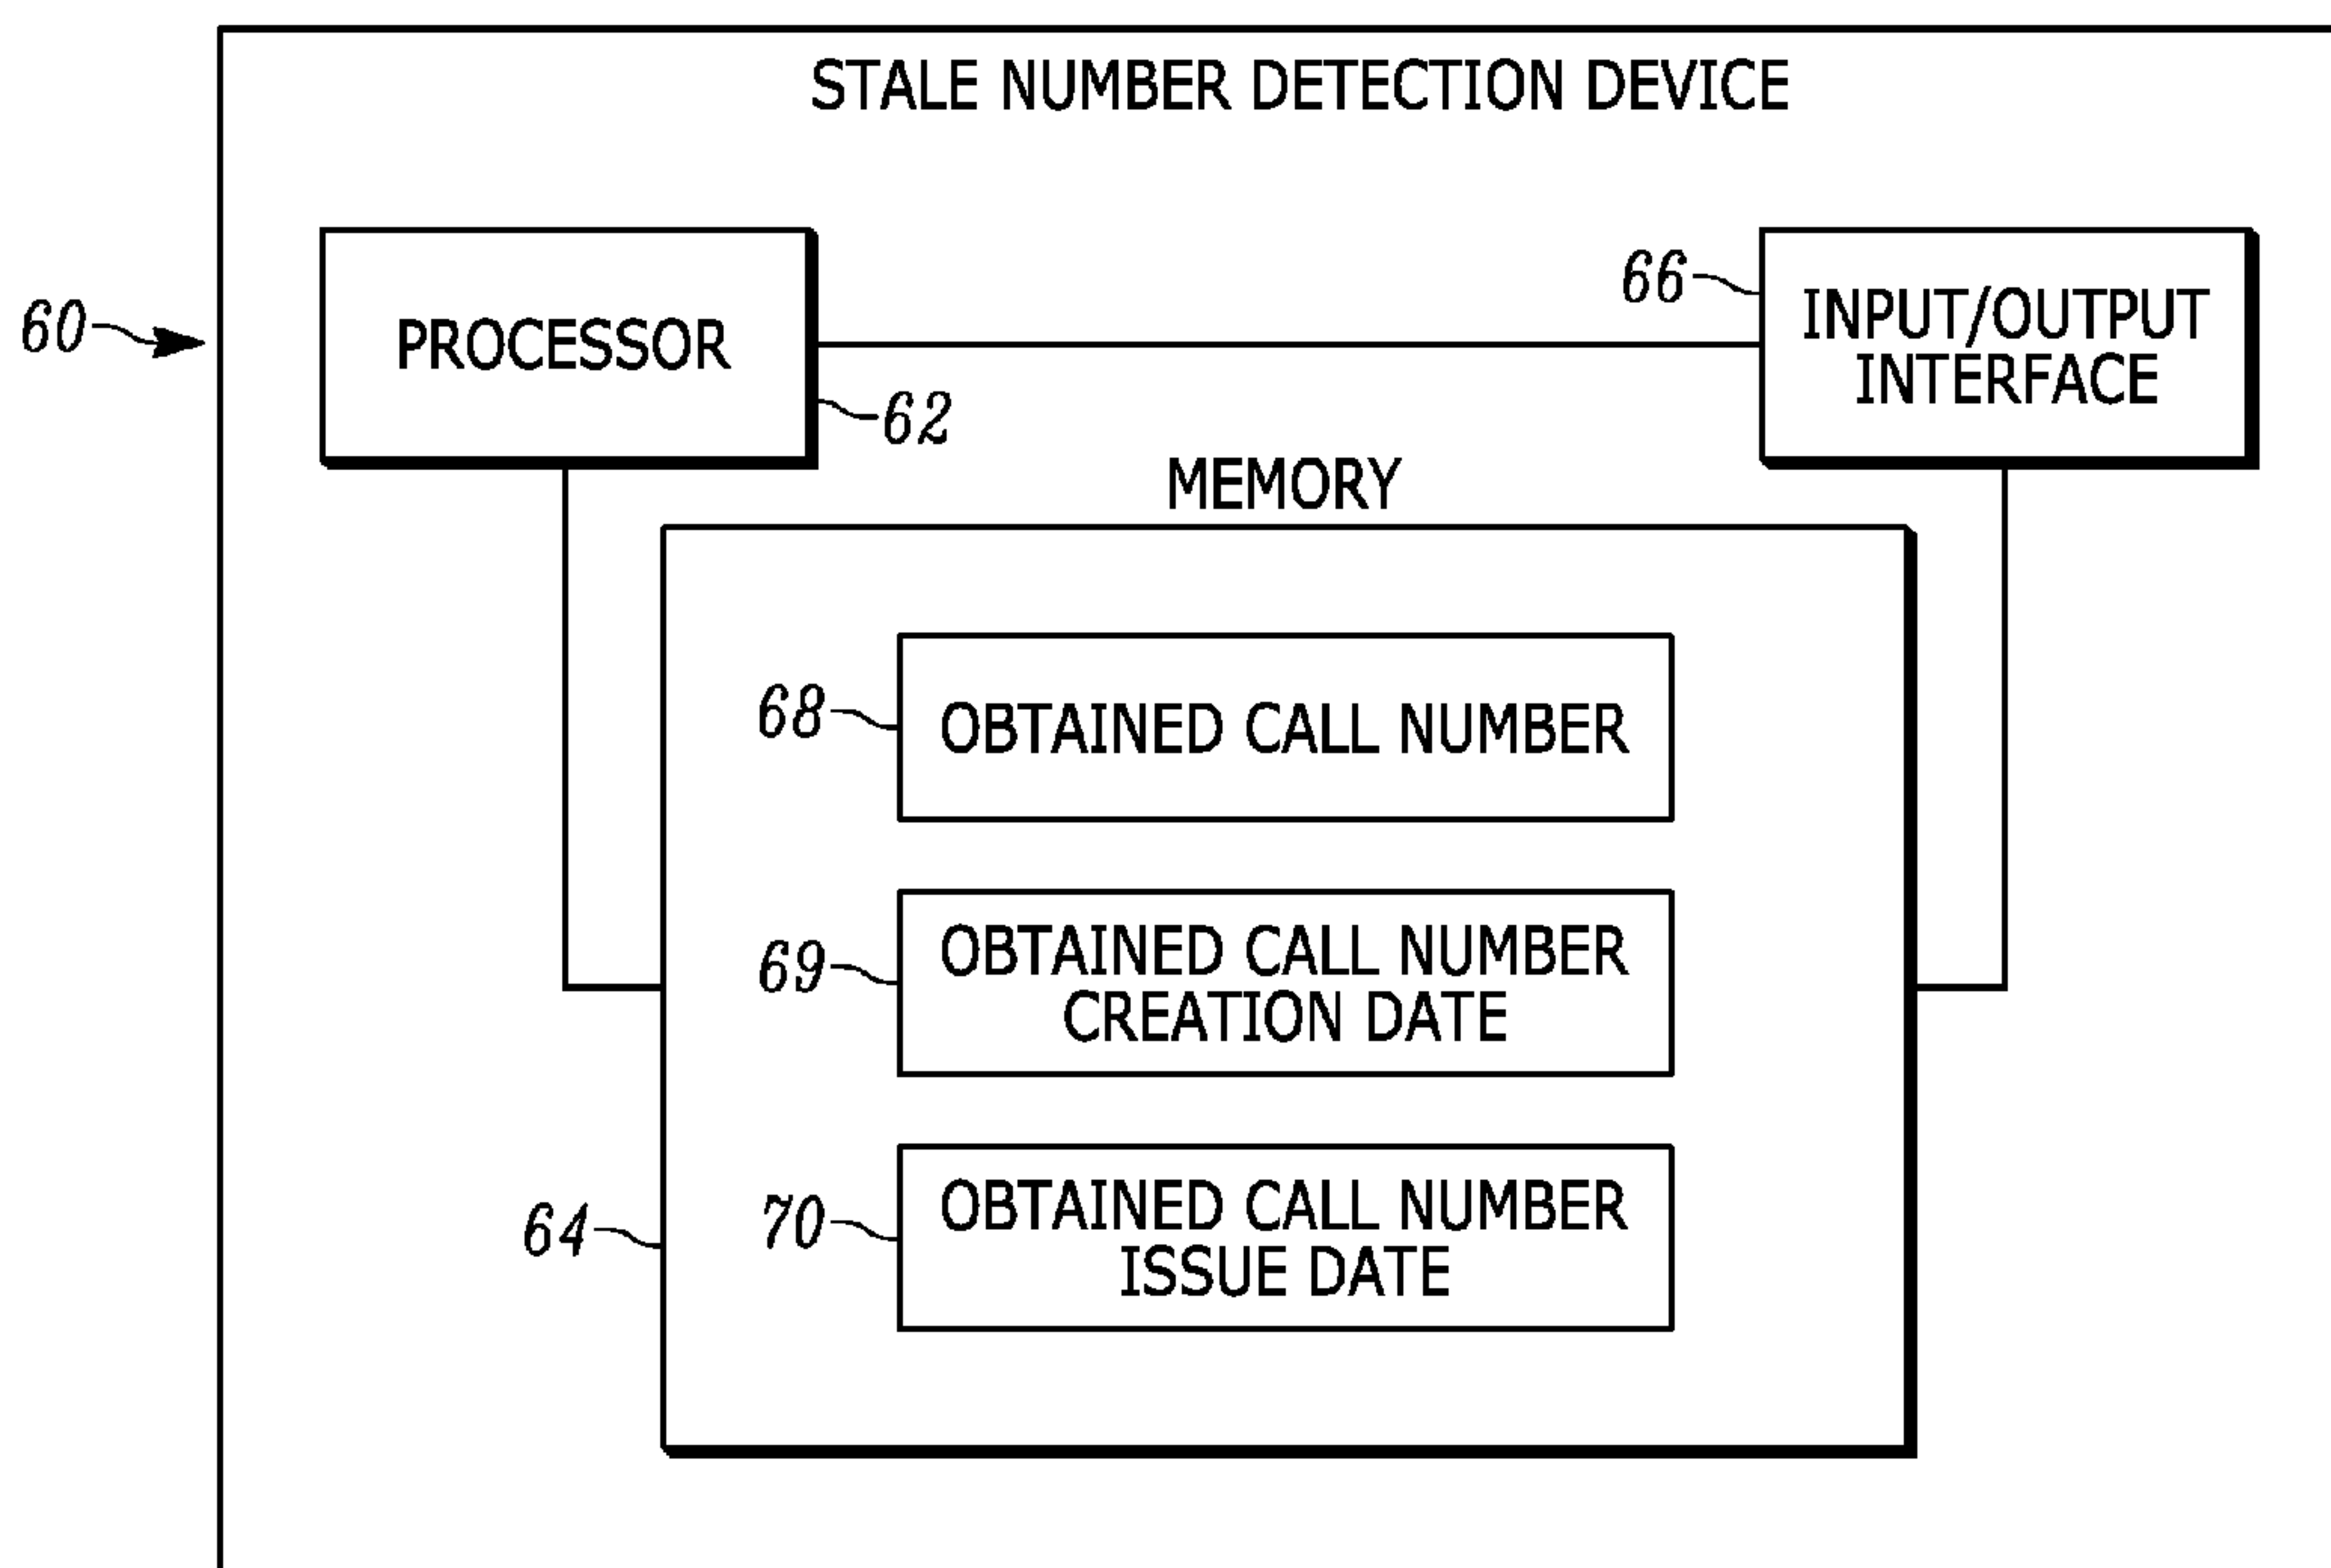 STALE NUMBER DETECTION DEVICE
60
PROCESSOR
62
66
INPUT/OUTPUT
INTERFACE
MEMORY
68
OBTAINED CALL NUMBER
69
OBTAINED CALL NUMBER
CREATION DATE
64
70
OBTAINED CALL NUMBER
ISSUE DATE